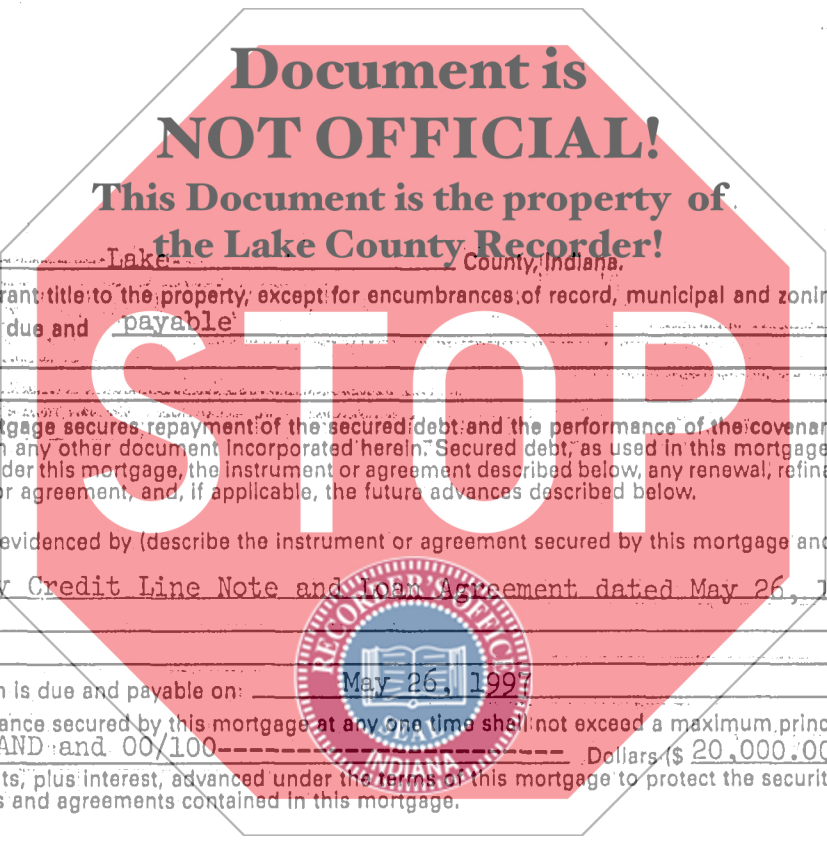 Document is
NOT OFFICIAL!
This Document is the property of
the Lake County Recorder!
Lake County, Indiana.
rant title to the property, except for encumbrances of record, municipal and zonin
due and payable
STOP
tgage secures repayment of the secured debt and the performance of the covenan
n any other document incorporated herein. Secured debt, as used in this mortgage
der this mortgage, the instrument or agreement described below, any renewal, refina
or agreement, and, if applicable, the future advances described below.
evidenced by (describe the instrument or agreement secured by this mortgage and
y Credit Line Note and Loan Agreement dated May 26, 1
RECORDER'S OFFICE
n is due and payable on: May 26, 1997
ance secured by this mortgage at any one time shall not exceed a maximum princ
SEAL
AND and 00/100-------------------------- Dollars ($ 20,000.00
INDIANA
ts, plus interest, advanced under the terms of this mortgage to protect the securit
s and agreements contained in this mortgage.